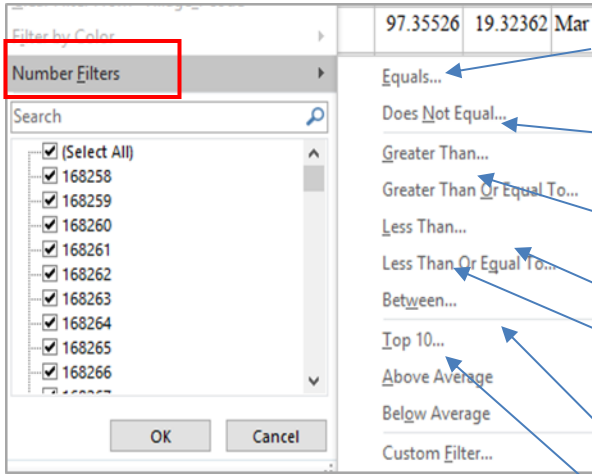 Filter by Color
Number Filters
Search
(Select All)
168258
168259
168260
168261
168262
168263
168264
168265
168266
OK
Cancel
97.35526 19.32362 Mar
Equals...
Does Not Equal...
Greater Than...
Greater Than Or Equal To...
Less Than...
Less Than Or Equal To...
Between...
Top 10...
Above Average
Below Average
Custom Filter...